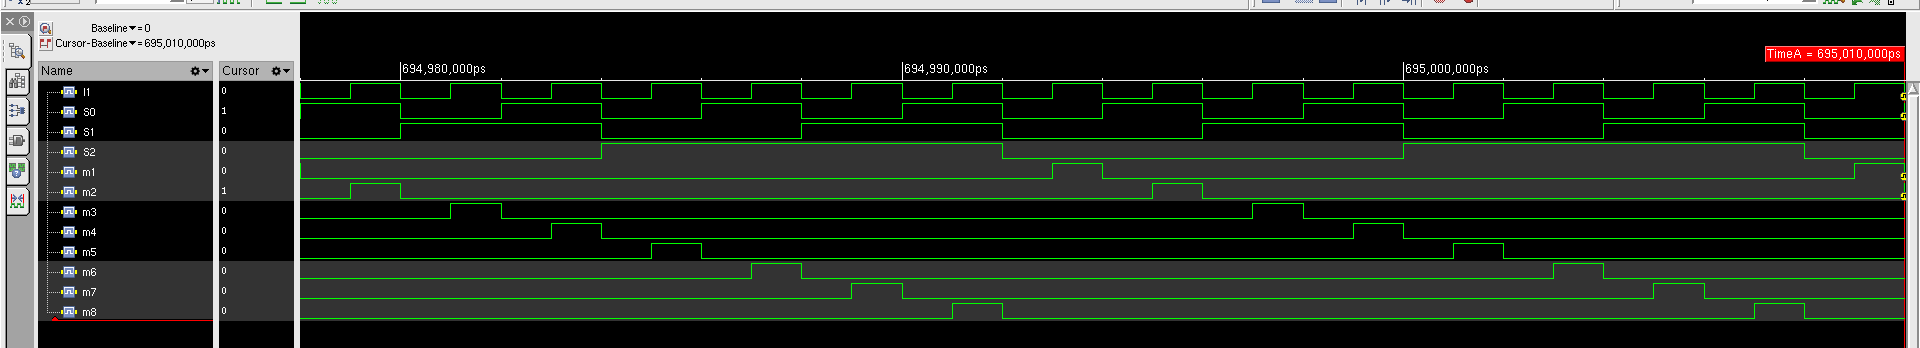 Baseline▼= 0
Cursor-Baseline▼= 695,010,000ps
TimeA = 695,010,000ps
Name Cursor 694,980,000ps 694,990,000ps 695,000,000ps
I1 0
S0 1
S1 0
S2 0
m1 0
m2 1
m3 0
m4 0
m5 0
m6 0
m7 0
m8 0